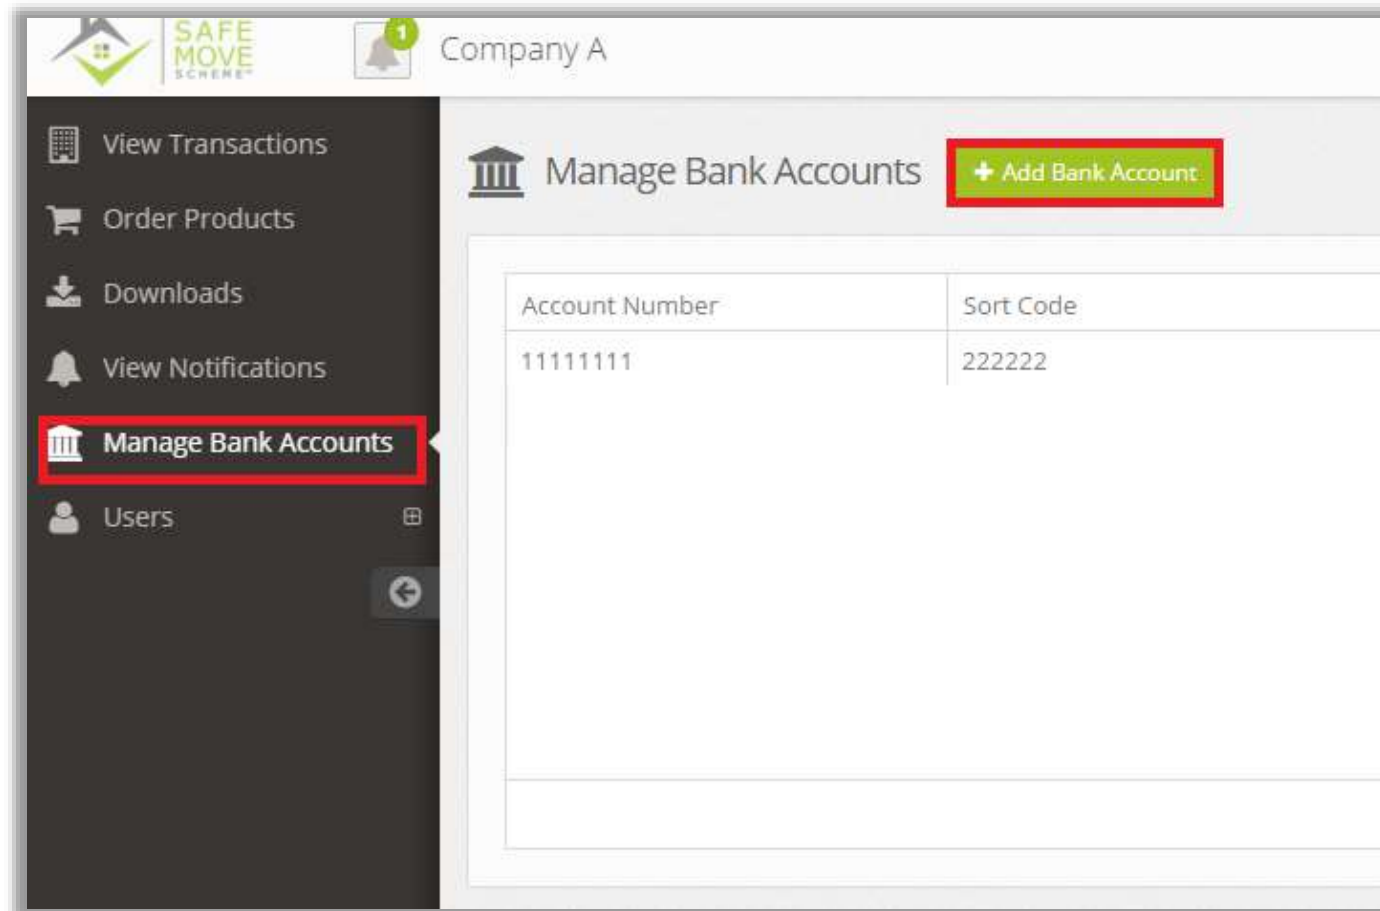 SAFE
MOVE
SCHEME
1
Company A
View Transactions
Order Products
Downloads
View Notifications
Manage Bank Accounts
Users
Manage Bank Accounts
+ Add Bank Account
Account Number Sort Code
11111111 222222